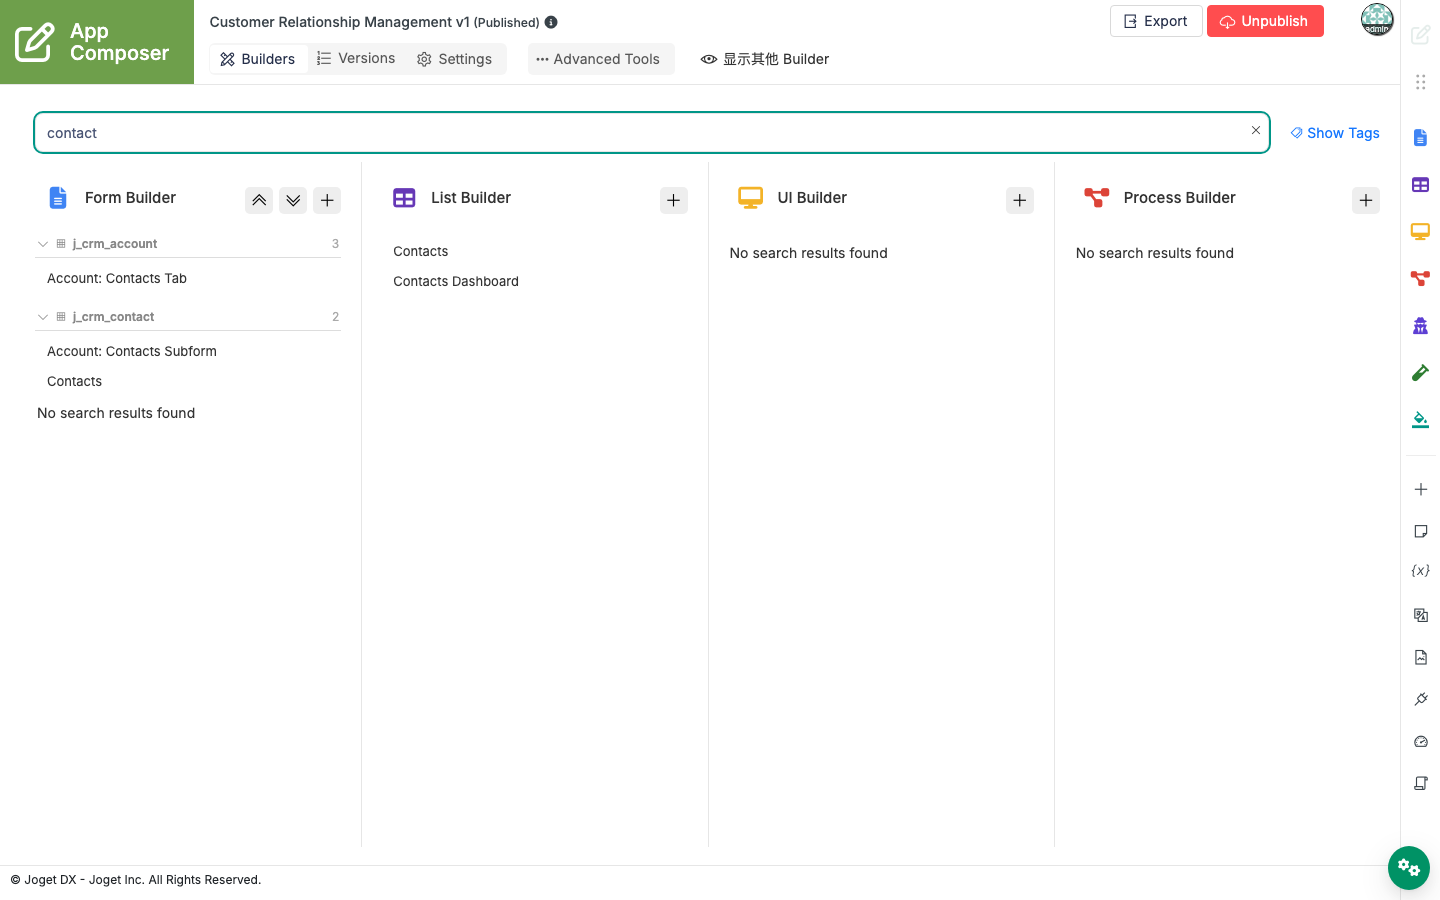 App
Composer
Customer Relationship Management v1 (Published)
Export
Unpublish
admin
Builders
Versions
Settings
Advanced Tools
显示其他 Builder
contact
Show Tags
Form Builder
j_crm_account 3
Account: Contacts Tab
j_crm_contact 2
Account: Contacts Subform
Contacts
No search results found
List Builder
Contacts
Contacts Dashboard
UI Builder
No search results found
Process Builder
No search results found
{x}
© Joget DX - Joget Inc. All Rights Reserved.